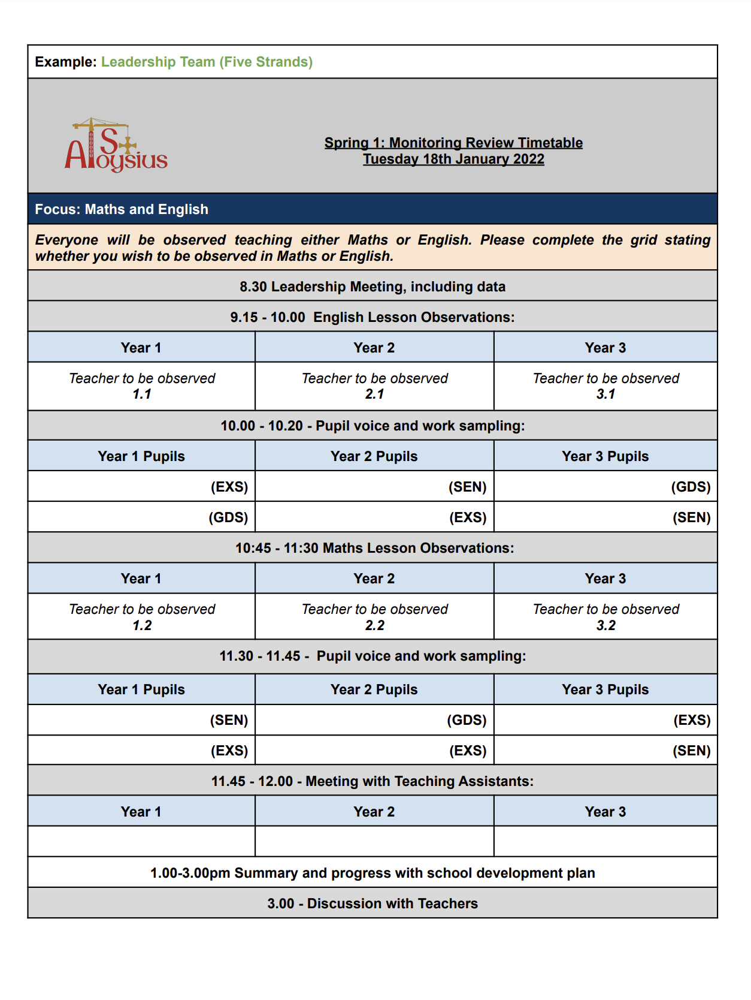 Example: Leadership Team (Five Strands)
St Aloysius
Spring 1: Monitoring Review Timetable
Tuesday 18th January 2022
Focus: Maths and English
Everyone will be observed teaching either Maths or English. Please complete the grid stating
whether you wish to be observed in Maths or English.
8.30 Leadership Meeting, including data
9.15 - 10.00  English Lesson Observations:
Year 1 Year 2 Year 3
Teacher to be observed Teacher to be observed Teacher to be observed
1.1 2.1 3.1
10.00 - 10.20 - Pupil voice and work sampling:
Year 1 Pupils Year 2 Pupils Year 3 Pupils
(EXS) (SEN) (GDS)
(GDS) (EXS) (SEN)
10:45 - 11:30 Maths Lesson Observations:
Year 1 Year 2 Year 3
Teacher to be observed Teacher to be observed Teacher to be observed
1.2 2.2 3.2
11.30 - 11.45 -  Pupil voice and work sampling:
Year 1 Pupils Year 2 Pupils Year 3 Pupils
(SEN) (GDS) (EXS)
(EXS) (EXS) (SEN)
11.45 - 12.00 - Meeting with Teaching Assistants:
Year 1 Year 2 Year 3
1.00-3.00pm Summary and progress with school development plan
3.00 - Discussion with Teachers